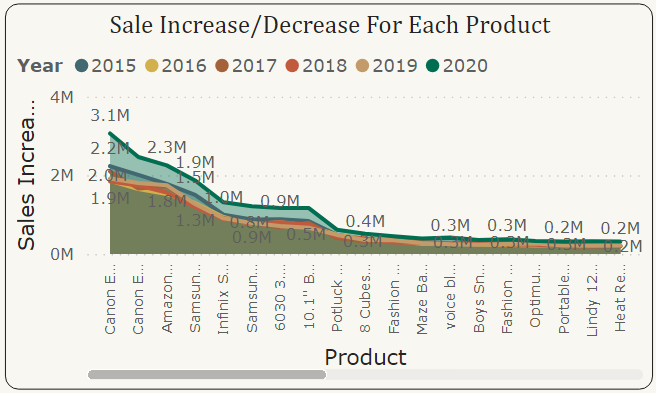 Sale Increase/Decrease For Each Product
Year 2015 2016 2017 2018 2019 2020
Sales Increa...
4M
2M
0M
3.1M
2.2M
2.0M
1.9M
2.3M
1.8M
1.9M
1.5M
1.3M
1.0M
0.8M
0.9M
0.9M
0.5M
0.4M
0.3M
0.3M
0.3M
0.3M
0.3M
0.2M
0.3M
0.2M
0.2M
Canon E...
Canon E...
Amazon...
Samsun...
Infinix S...
Samsun...
6030 3....
10.1" B...
Potluck ...
8 Cubes...
Fashion ...
Maze Ba...
voice bl...
Boys Sn...
Fashion ...
Optimu...
Portable...
Lindy 12...
Heat Re...
Product